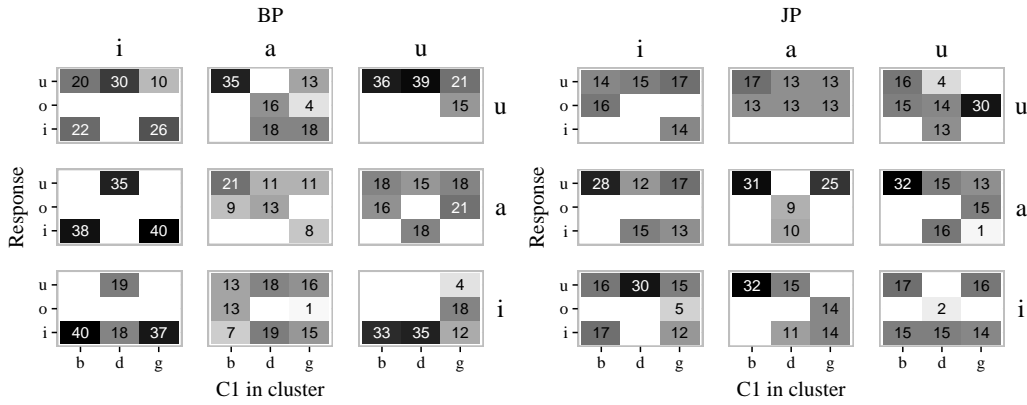 BP JP
i a u i a u
u 20 30 10 35 13 36 39 21 u 14 15 17 17 13 13 16 4
o 16 4 15 u o 16 13 13 13 15 14 30 u
i 22 26 18 18 i 14 13
u 35 21 11 11 18 15 18 u 28 12 17 31 25 32 15 13
o 9 13 16 21 a o 9 15 a
i 38 40 8 18 i 15 13 10 16 1
u 19 13 18 16 4 u 16 30 15 32 15 17 16
o 13 1 18 i o 5 14 2 i
i 40 18 37 7 19 15 33 35 12 i 17 12 11 14 15 15 14
Response Response
b d g b d g b d g b d g b d g b d g
C1 in cluster C1 in cluster